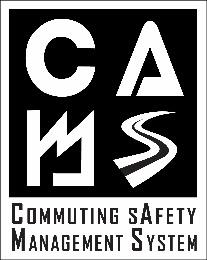 CA
MS
COMMUTING SAFETY
MANAGEMENT SYSTEM